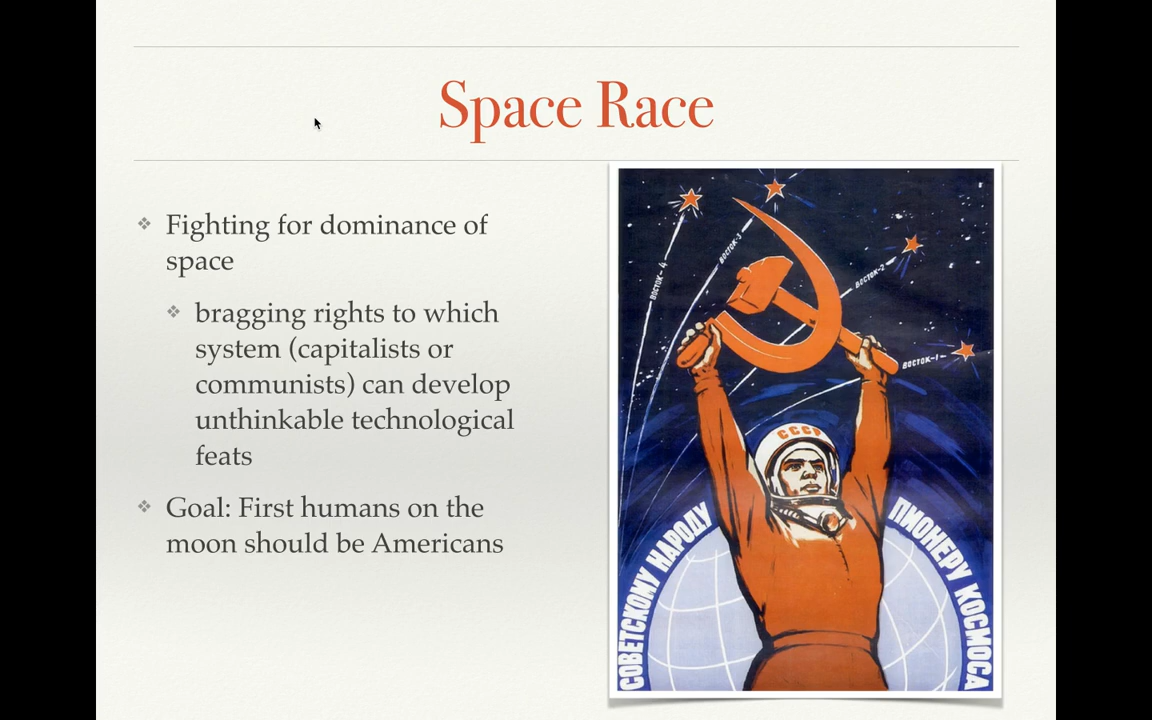 Space Race
Fighting for dominance of
space
bragging rights to which
system (capitalists or
communists) can develop
unthinkable technological
feats
Goal: First humans on the
moon should be Americans
ВОСТОК-4
ВОСТОК-3
ВОСТОК-2
ВОСТОК-1
СССР
СОВЕТСКОМУ НАРОДУ
ПИОНЕРУ КОСМОСА